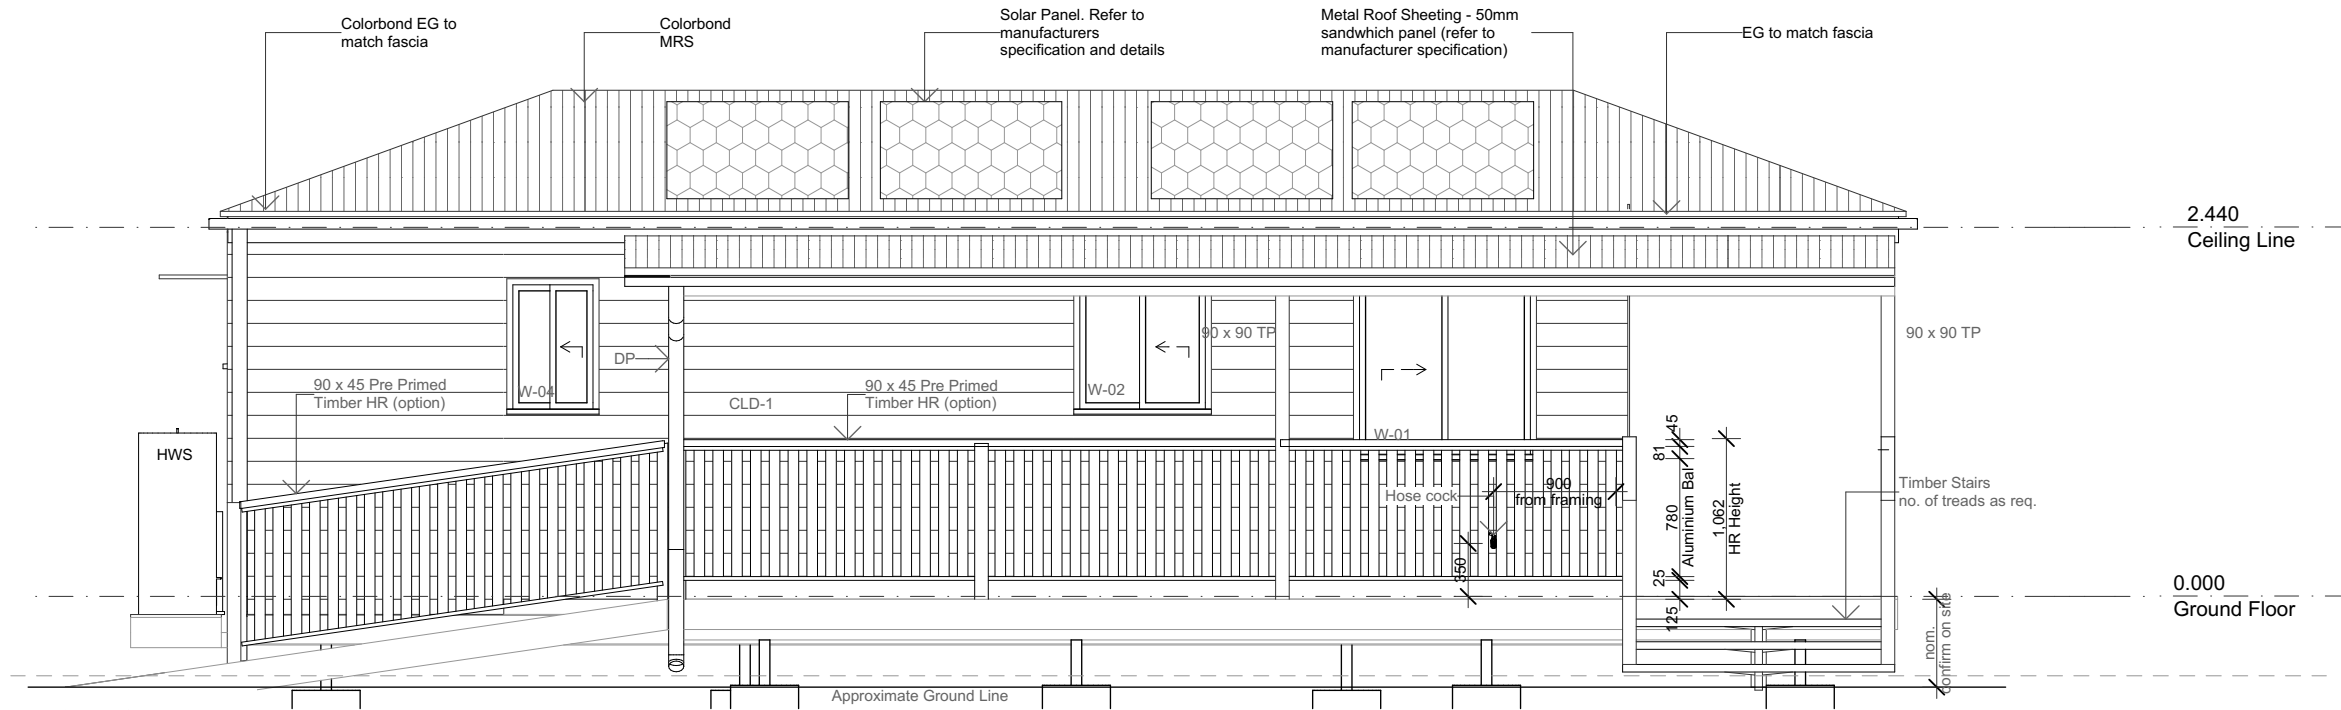 Colorbond EG to
match fascia
Colorbond
MRS
Solar Panel. Refer to
manufacturers
specification and details
Metal Roof Sheeting - 50mm
sandwhich panel (refer to
manufacturer specification)
EG to match fascia
2.440
Ceiling Line
90 x 90 TP
90 x 90 TP
DP
90 x 45 Pre Primed
Timber HR (option)
W-04
90 x 45 Pre Primed
Timber HR (option)
W-02
CLD-1
W-01
HWS
45
81
780
Aluminium Bal
25
125
1,062
HR Height
Hose cock
900
from framing
350
Timber Stairs
no. of treads as req.
0.000
Ground Floor
nom.
confirm on site
Approximate Ground Line